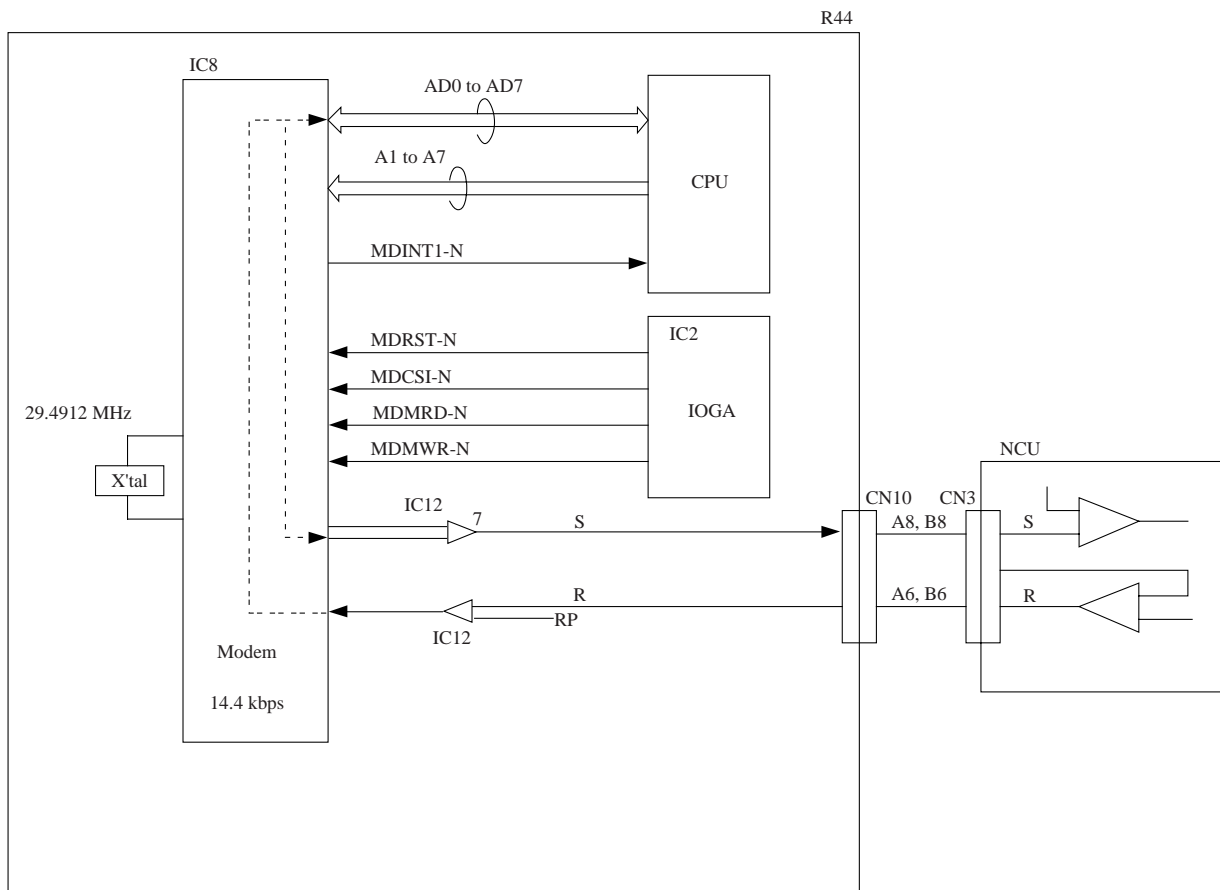 R44
IC8
AD0 to AD7
A1 to A7
CPU
MDINT1-N
IC2
MDRST-N
MDCSI-N
IOGA
MDMRD-N
MDMWR-N
29.4912 MHz
X'tal
NCU
IC12
7
S
CN10
CN3
A8, B8
S
R
A6, B6
R
RP
IC12
Modem
14.4 kbps